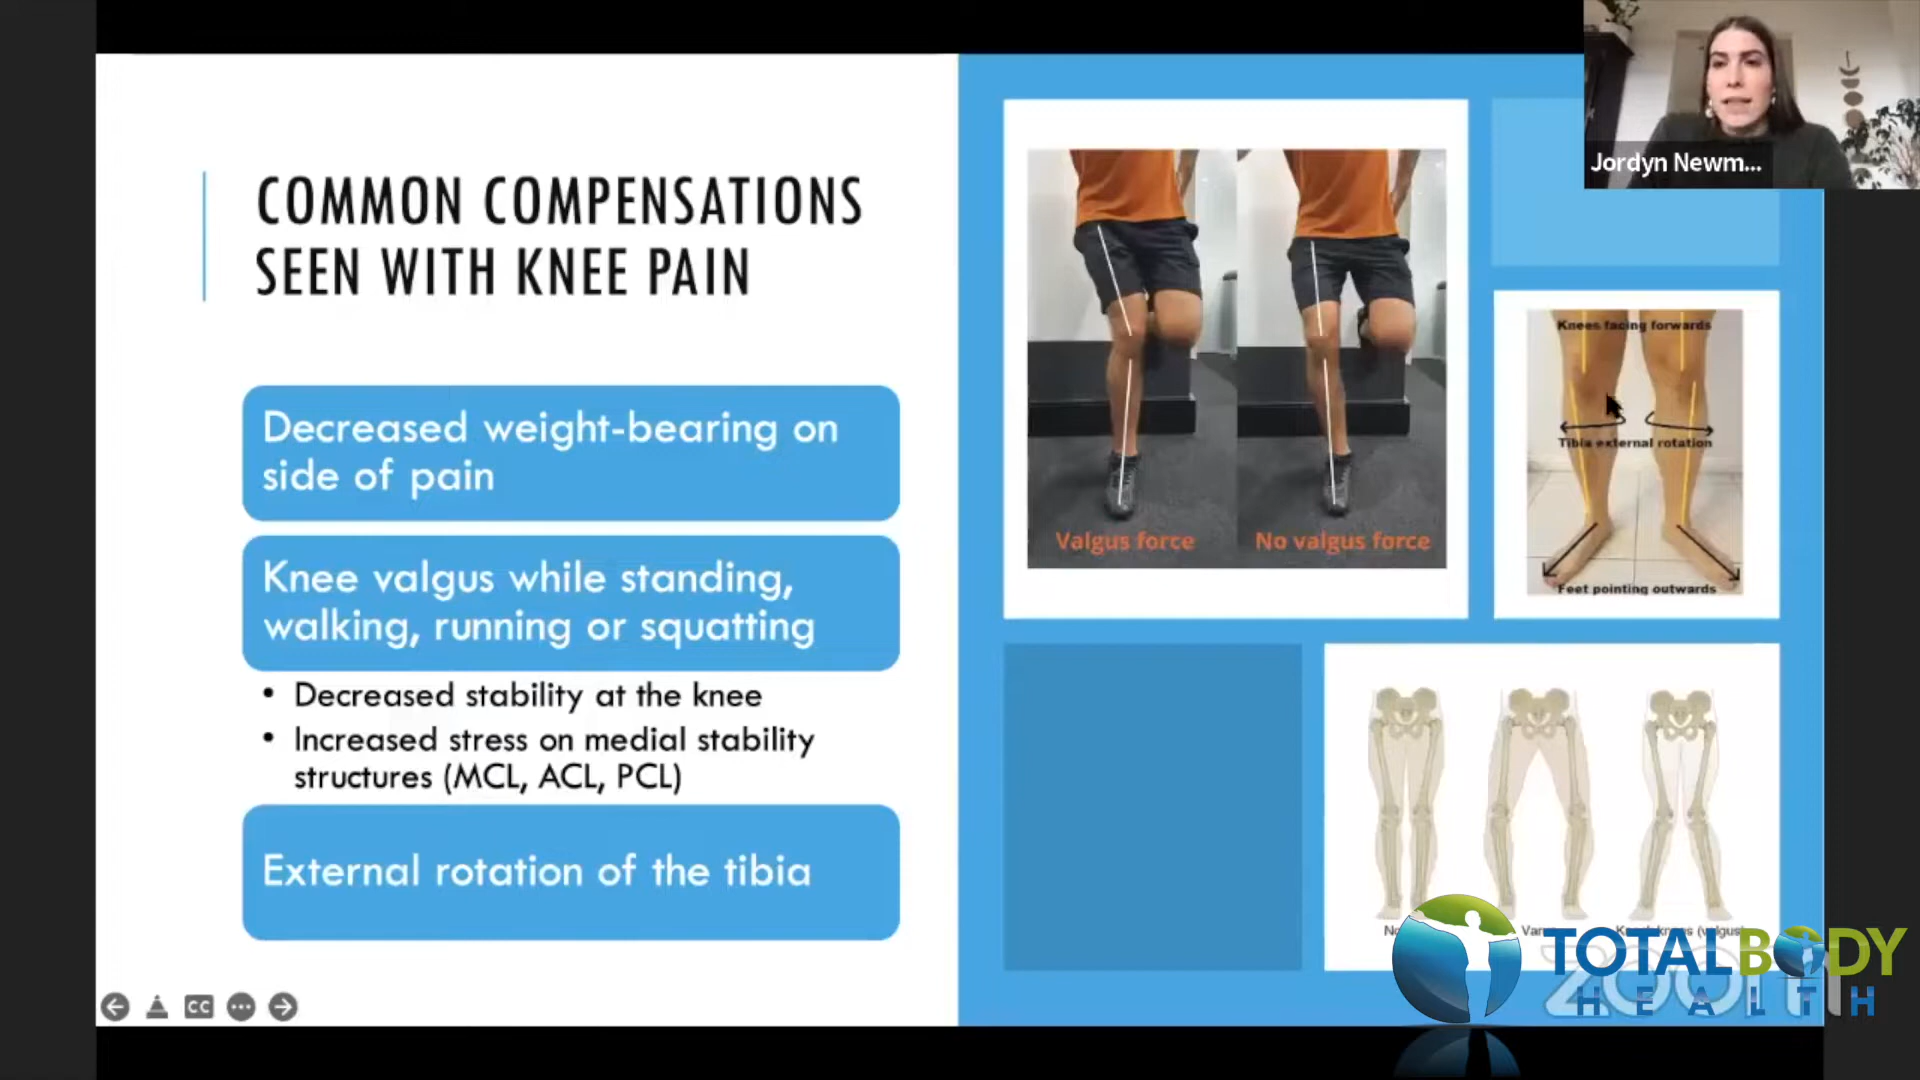 COMMON COMPENSATIONS
SEEN WITH KNEE PAIN
Decreased weight-bearing on
side of pain
Knee valgus while standing,
walking, running or squatting
• Decreased stability at the knee
• Increased stress on medial stability
structures (MCL, ACL, PCL)
External rotation of the tibia
Valgus force
No valgus force
Knees facing forwards
Tibia external rotation
Feet pointing outwards
(valgus)
Jordyn Newm...
CC
TOTAL BODY
HEALTH
zoom